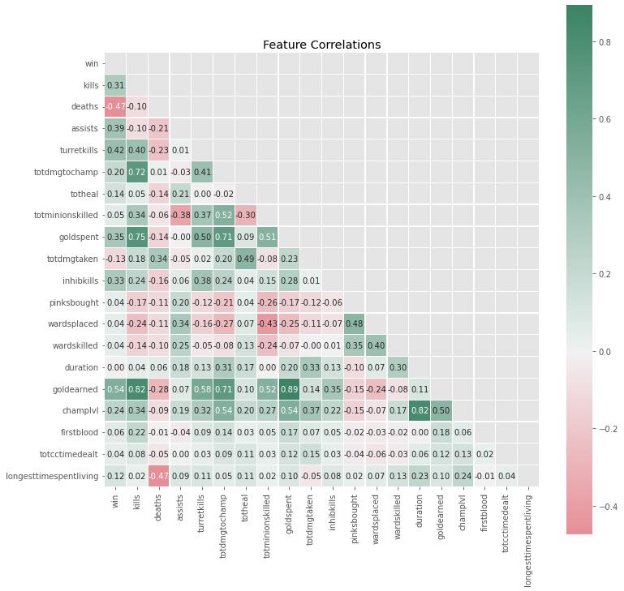 Feature Correlations
win
kills 0.31
deaths -0.47 -0.10
assists 0.39 -0.10 -0.21
turretkills 0.42 0.40 -0.23 0.01
totdmgtochamp 0.20 0.72 0.01 -0.03 0.41
totheal 0.14 0.05 -0.14 0.21 0.00 -0.02
totminionskilled 0.05 0.34 -0.06 -0.38 0.37 0.52 -0.30
goldspent 0.35 0.75 -0.14 -0.00 0.50 0.71 0.09 0.51
totdmgtaken -0.13 0.18 0.34 -0.05 0.02 0.20 0.49 -0.08 0.23
inhibkills 0.33 0.24 -0.16 0.06 0.38 0.24 0.04 0.15 0.28 0.01
pinksbought 0.04 -0.17 -0.11 0.20 -0.12 -0.21 0.04 -0.26 -0.17 -0.12 -0.06
wardsplaced 0.04 -0.24 -0.11 0.34 -0.16 -0.27 0.07 -0.43 -0.25 -0.11 -0.07 0.48
wardskilled 0.04 -0.14 -0.10 0.25 -0.05 -0.08 0.13 -0.24 -0.07 -0.00 0.01 0.35 0.40
duration -0.00 0.04 0.06 0.18 0.13 0.31 0.17 0.00 0.20 0.33 0.13 -0.10 0.07 0.30
goldearned 0.54 0.82 -0.28 0.07 0.58 0.71 0.10 0.52 0.89 0.14 0.35 -0.15 -0.24 -0.08 0.11
champlvl 0.24 0.34 -0.09 0.19 0.32 0.54 0.20 0.27 0.54 0.37 0.22 -0.15 -0.07 0.17 0.82 0.50
firstblood 0.06 0.22 -0.01 -0.04 0.09 0.14 0.03 0.05 0.17 0.07 0.05 -0.02 -0.03 -0.02 0.00 0.18 0.06
totcctimedealt 0.04 0.08 -0.05 0.00 0.03 0.09 0.11 0.03 0.12 0.15 0.03 -0.04 -0.06 -0.03 0.06 0.12 0.13 0.02
longesttimespentliving 0.12 0.02 -0.47 0.09 0.11 0.05 0.11 0.02 0.10 -0.05 0.08 0.02 0.07 0.13 0.23 0.10 0.24 -0.01 0.04
win
kills
deaths
assists
turretkills
totdmgtochamp
totheal
totminionskilled
goldspent
totdmgtaken
inhibkills
pinksbought
wardsplaced
wardskilled
duration
goldearned
champlvl
firstblood
totcctimedealt
longesttimespentliving
0.8
0.6
0.4
0.2
0.0
−0.2
−0.4